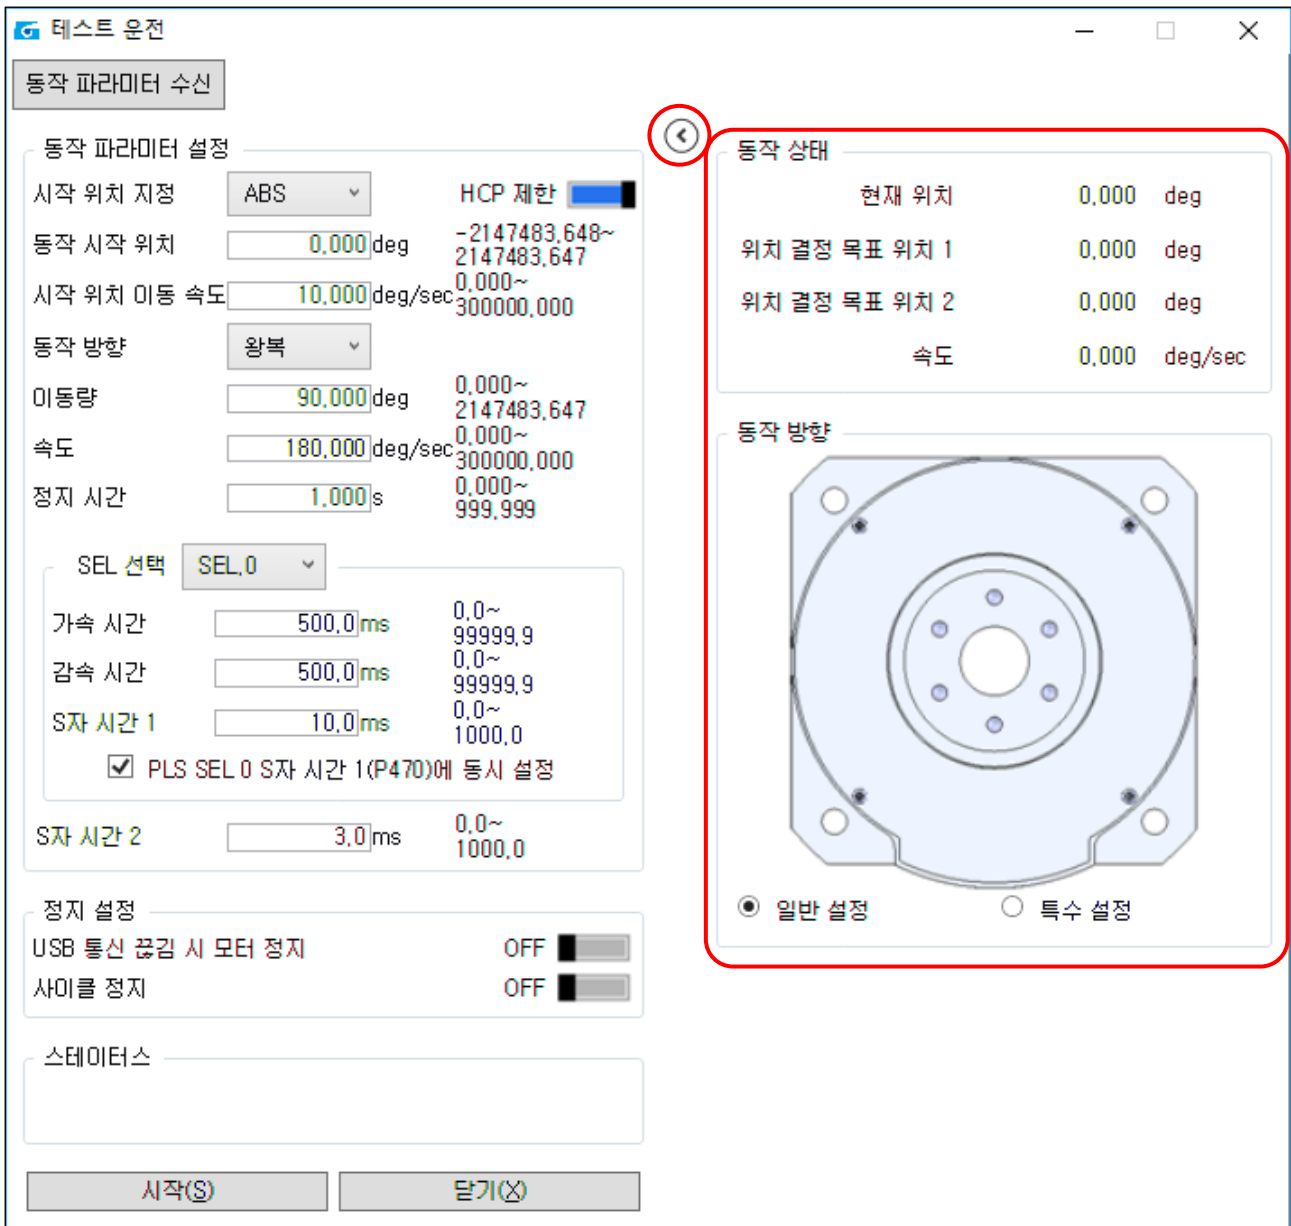 테스트 운전
동작 파라미터 수신
동작 파라미터 설정
시작 위치 지정 ABS HCP 제한
동작 시작 위치 0,000 deg -2147483,648~
2147483,647
시작 위치 이동 속도 10,000 deg/sec 0,000~
300000,000
동작 방향 왕복
이동량 90,000 deg 0,000~
2147483,647
속도 180,000 deg/sec 0,000~
300000,000
정지 시간 1,000 s 0,000~
999,999
SEL 선택 SEL,0
가속 시간 500,0 ms 0,0~
99999,9
감속 시간 500,0 ms 0,0~
99999,9
S자 시간 1 10,0 ms 0,0~
1000,0
PLS SEL 0 S자 시간 1(P470)에 동시 설정
S자 시간 2 3,0 ms 0,0~
1000,0
정지 설정
USB 통신 끊김 시 모터 정지 OFF
사이클 정지 OFF
스테이터스
시작(S) 닫기(X)
동작 상태
현재 위치 0,000 deg
위치 결정 목표 위치 1 0,000 deg
위치 결정 목표 위치 2 0,000 deg
속도 0,000 deg/sec
동작 방향
일반 설정 특수 설정